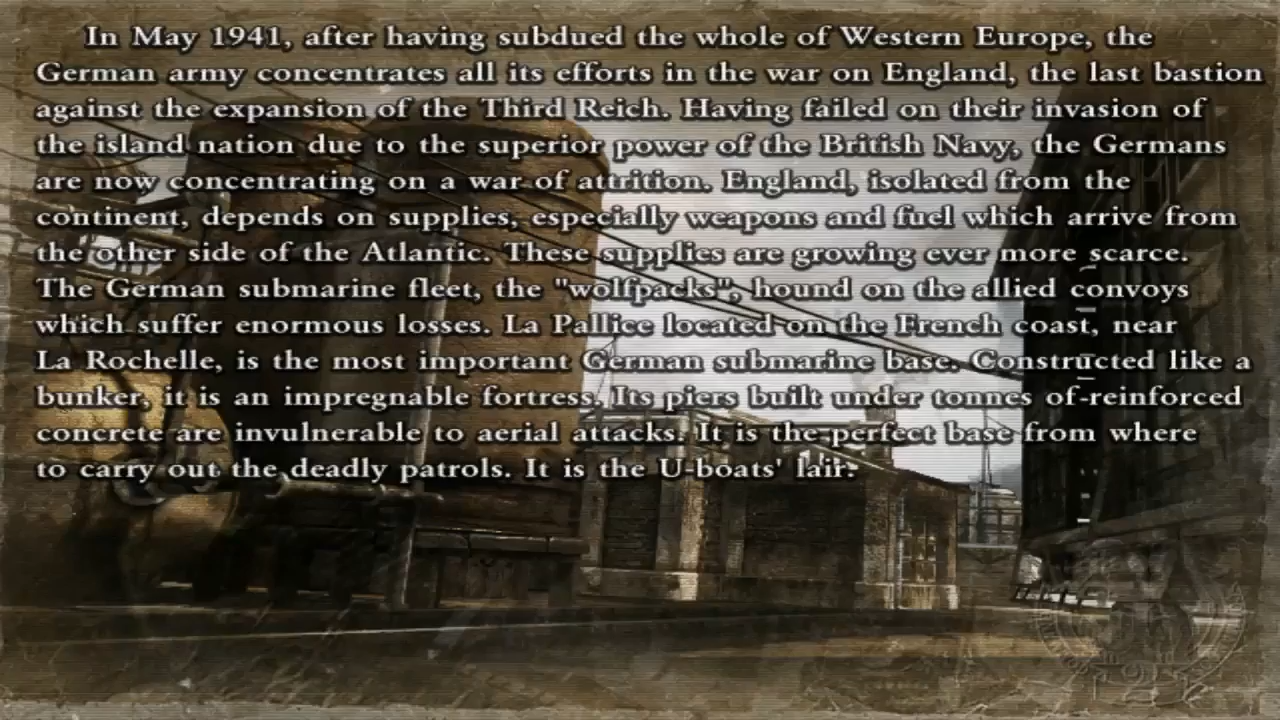 In May 1941, after having subdued the whole of Western Europe, the
German army concentrates all its efforts in the war on England, the last bastion
against the expansion of the Third Reich. Having failed on their invasion of
the island nation due to the superior power of the British Navy, the Germans
are now concentrating on a war of attrition. England, isolated from the
continent, depends on supplies, especially weapons and fuel which arrive from
the other side of the Atlantic. These supplies are growing ever more scarce.
The German submarine fleet, the "wolfpacks", hound on the allied convoys
which suffer enormous losses. La Pallice located on the French coast, near
La Rochelle, is the most important German submarine base. Constructed like a
bunker, it is an impregnable fortress. Its piers built under tonnes of-reinforced
concrete are invulnerable to aerial attacks. It is the perfect base from where
to carry out the deadly patrols. It is the U-boats' lair.